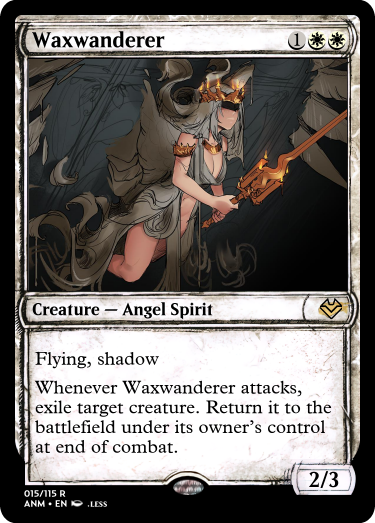 Waxwanderer 1
Creature — Angel Spirit
Flying, shadow
Whenever Waxwanderer attacks,
exile target creature. Return it to the
battlefield under its owner's control
at end of combat.
2/3
015/115 R
ANM • EN .LESS